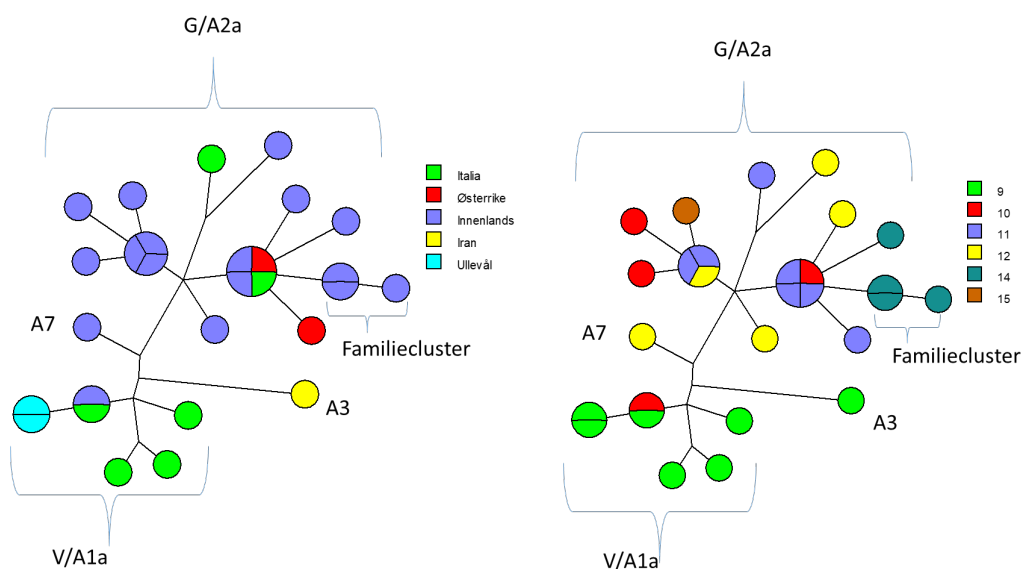 G/A2a
Italia
Østerrike
Innenlands
Iran
Ullevål
A7
Familiecluster
A3
V/A1a
G/A2a
9
10
11
12
14
15
A7
Familiecluster
A3
V/A1a